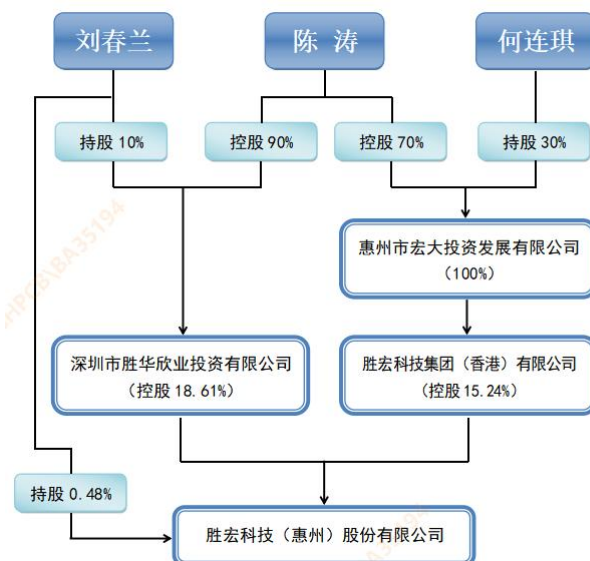 刘春兰
陈 涛
何连琪
持股 10%
控股 90%
控股 70%
持股 30%
惠州市宏大投资发展有限公司
（100%）
深圳市胜华欣业投资有限公司
（控股 18.61%）
胜宏科技集团（香港）有限公司
（控股 15.24%）
持股 0.48%
胜宏科技（惠州）股份有限公司